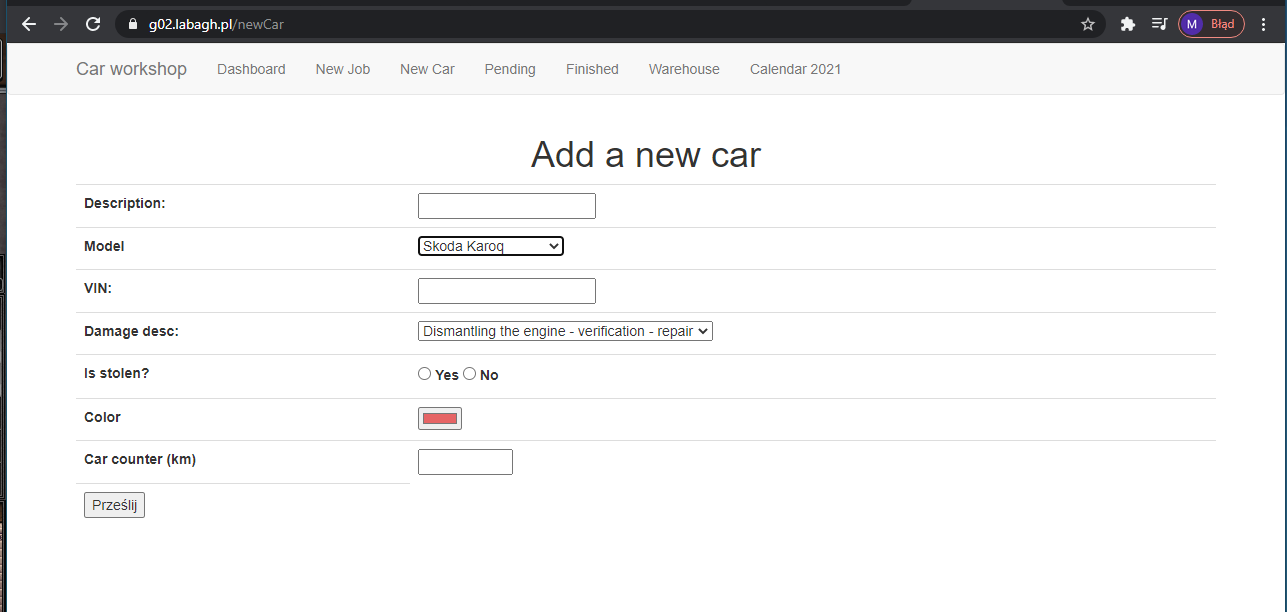 g02.labagh.pl/newCar M Błąd
Car workshop Dashboard New Job New Car Pending Finished Warehouse Calendar 2021
Add a new car
Description:
Model Skoda Karoq
VIN:
Damage desc: Dismantling the engine - verification - repair
Is stolen? Yes No
Color
Car counter (km)
Prześlij